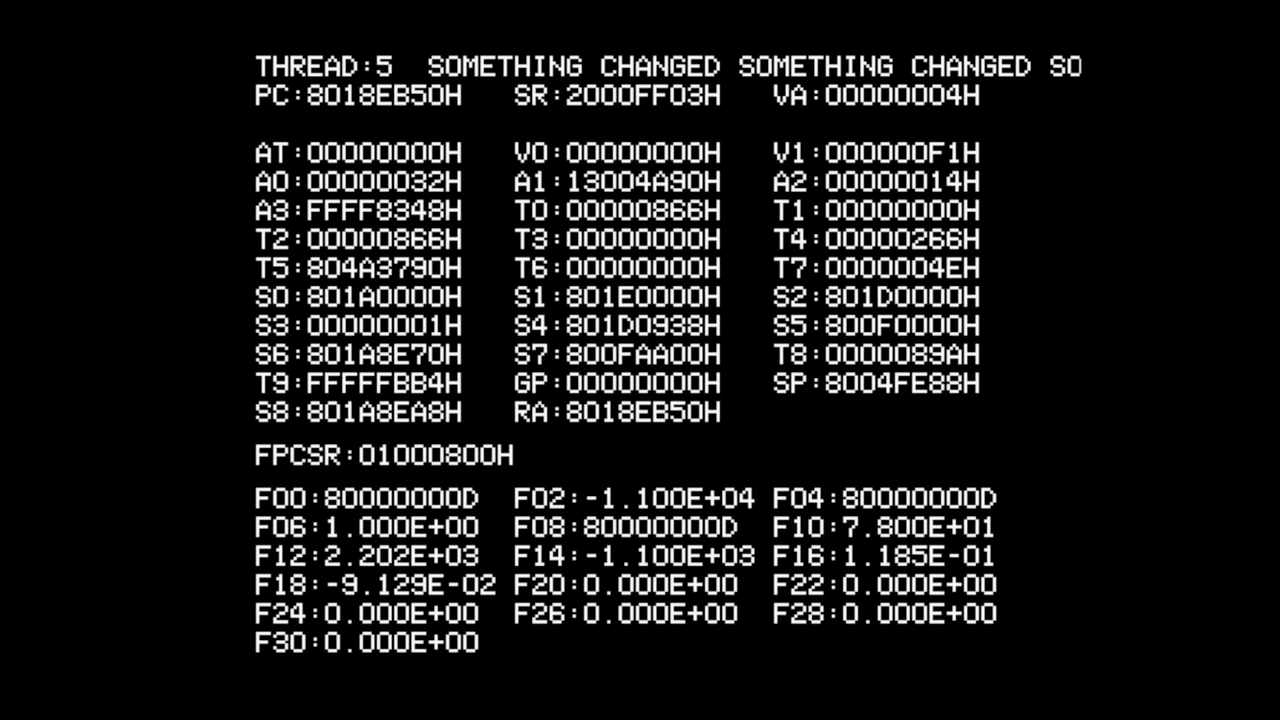 THREAD:5 SOMETHING CHANGED SOMETHING CHANGED SO
PC:8018EB50H SR:2000FF03H VA:00000004H
AT:00000000H V0:00000000H V1:000000F1H
A0:00000032H A1:13004A90H A2:00000014H
A3:FFFF8348H T0:00000866H T1:00000000H
T2:00000866H T3:00000000H T4:00000266H
T5:804A3790H T6:00000000H T7:0000004EH
S0:801A0000H S1:801E0000H S2:801D0000H
S3:00000001H S4:801D0938H S5:800F0000H
S6:801A8E70H S7:800FAA00H T8:0000089AH
T9:FFFFFBB4H GP:00000000H SP:8004FE88H
S8:801A8EA8H RA:8018EB50H
FPCSR:01000800H
F00:80000000D F02:-1.100E+04 F04:80000000D
F06:1.000E+00 F08:80000000D F10:7.800E+01
F12:2.202E+03 F14:-1.100E+03 F16:1.185E-01
F18:-9.129E-02 F20:0.000E+00 F22:0.000E+00
F24:0.000E+00 F26:0.000E+00 F28:0.000E+00
F30:0.000E+00